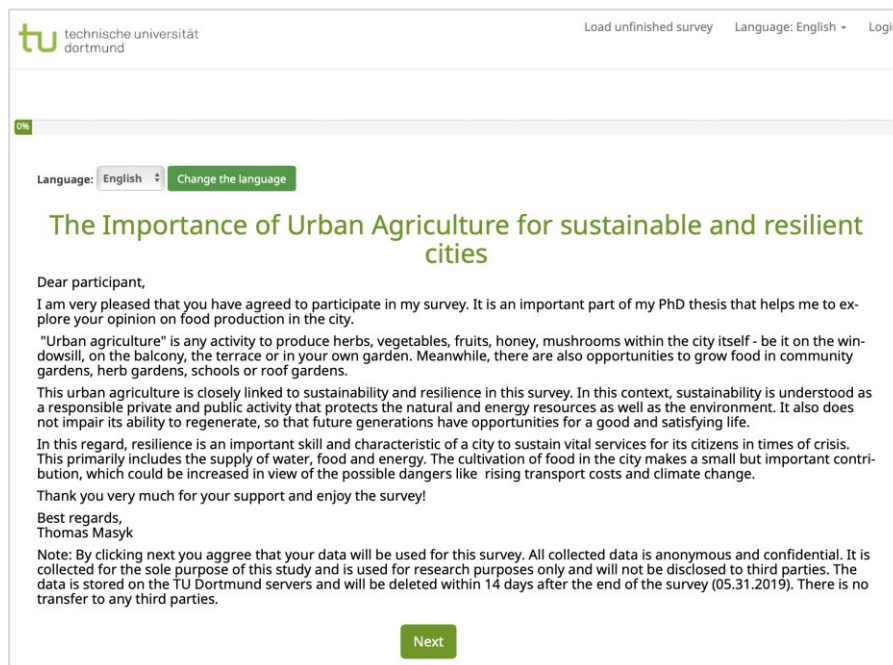 technische universität
dortmund
Load unfinished survey Language: English Login
0%
Language: English Change the language
The Importance of Urban Agriculture for sustainable and resilient
cities
Dear participant,
I am very pleased that you have agreed to participate in my survey. It is an important part of my PhD thesis that helps me to ex-
plore your opinion on food production in the city.
"Urban agriculture" is any activity to produce herbs, vegetables, fruits, honey, mushrooms within the city itself - be it on the win-
dowsill, on the balcony, the terrace or in your own garden. Meanwhile, there are also opportunities to grow food in community
gardens, herb gardens, schools or roof gardens.
This urban agriculture is closely linked to sustainability and resilience in this survey. In this context, sustainability is understood as
a responsible private and public activity that protects the natural and energy resources as well as the environment. It also does
not impair its ability to regenerate, so that future generations have opportunities for a good and satisfying life.
In this regard, resilience is an important skill and characteristic of a city to sustain vital services for its citizens in times of crisis.
This primarily includes the supply of water, food and energy. The cultivation of food in the city makes a small but important contri-
bution, which could be increased in view of the possible dangers like rising transport costs and climate change.
Thank you very much for your support and enjoy the survey!
Best regards,
Thomas Masyk
Note: By clicking next you aggree that your data will be used for this survey. All collected data is anonymous and confidential. It is
collected for the sole purpose of this study and is used for research purposes only and will not be disclosed to third parties. The
data is stored on the TU Dortmund servers and will be deleted within 14 days after the end of the survey (05.31.2019). There is no
transfer to any third parties.
Next